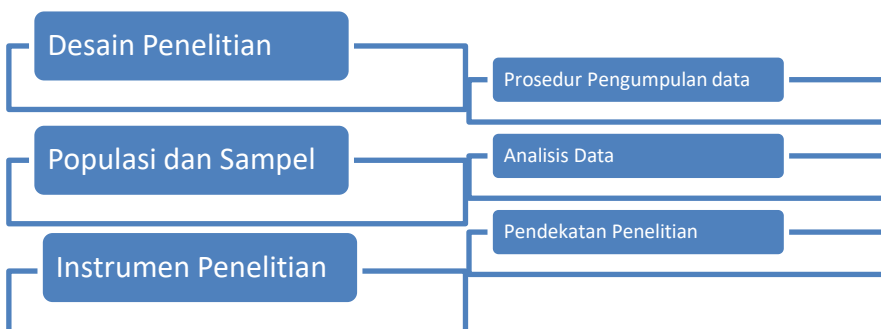 Desain Penelitian
Populasi dan Sampel
Instrumen Penelitian
Prosedur Pengumpulan data
Analisis Data
Pendekatan Penelitian